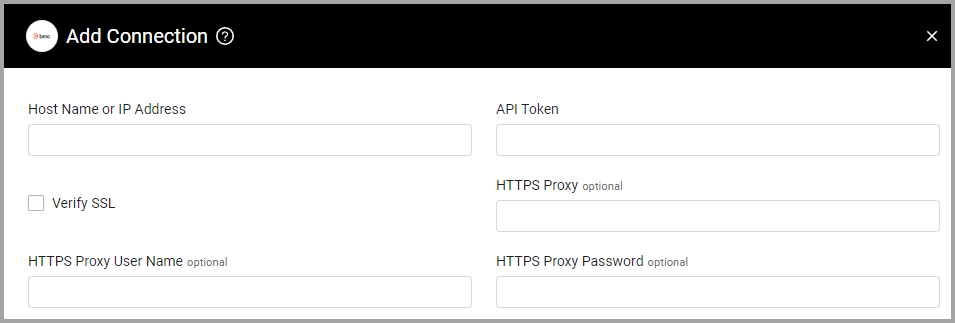 bmc Add Connection ?
Host Name or IP Address
API Token
Verify SSL
HTTPS Proxy optional
HTTPS Proxy User Name optional
HTTPS Proxy Password optional